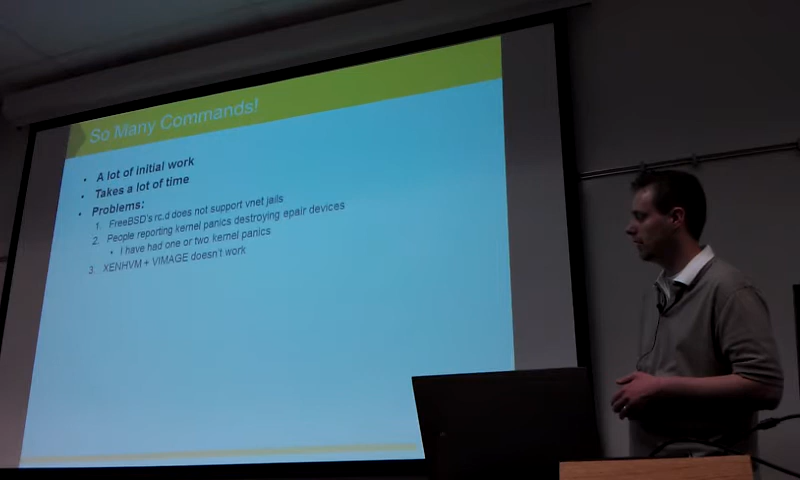 So Many Commands!
• A lot of initial work
• Takes a lot of time
• Problems:
1. FreeBSD's rc.d does not support vnet jails
2. People reporting kernel panics destroying epair devices
• I have had one or two kernel panics
3. XENHVM + VIMAGE doesn't work